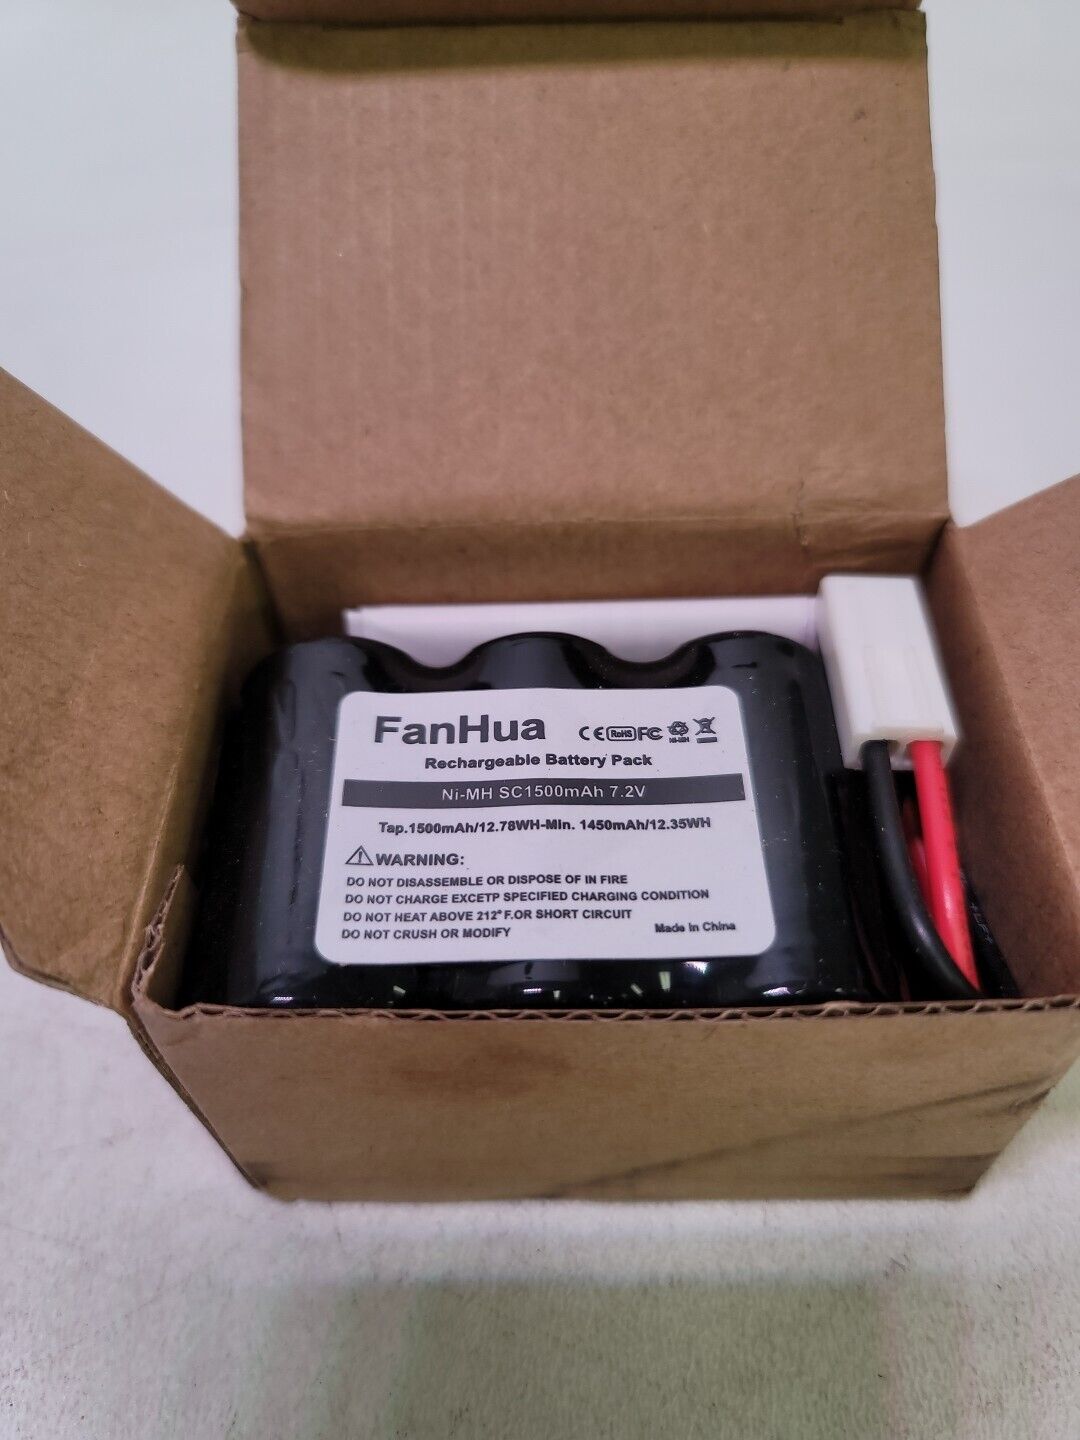 FanHua CE RoHS FC
NI-MH
Rechargeable Battery Pack
Ni-MH SC1500mAh 7.2V
Tap.1500mAh/12.78WH-Min. 1450mAh/12.35WH
WARNING:
DO NOT DISASSEMBLE OR DISPOSE OF IN FIRE
DO NOT CHARGE EXCETP SPECIFIED CHARGING CONDITION
DO NOT HEAT ABOVE 212°F.OR SHORT CIRCUIT
DO NOT CRUSH OR MODIFY Made in China